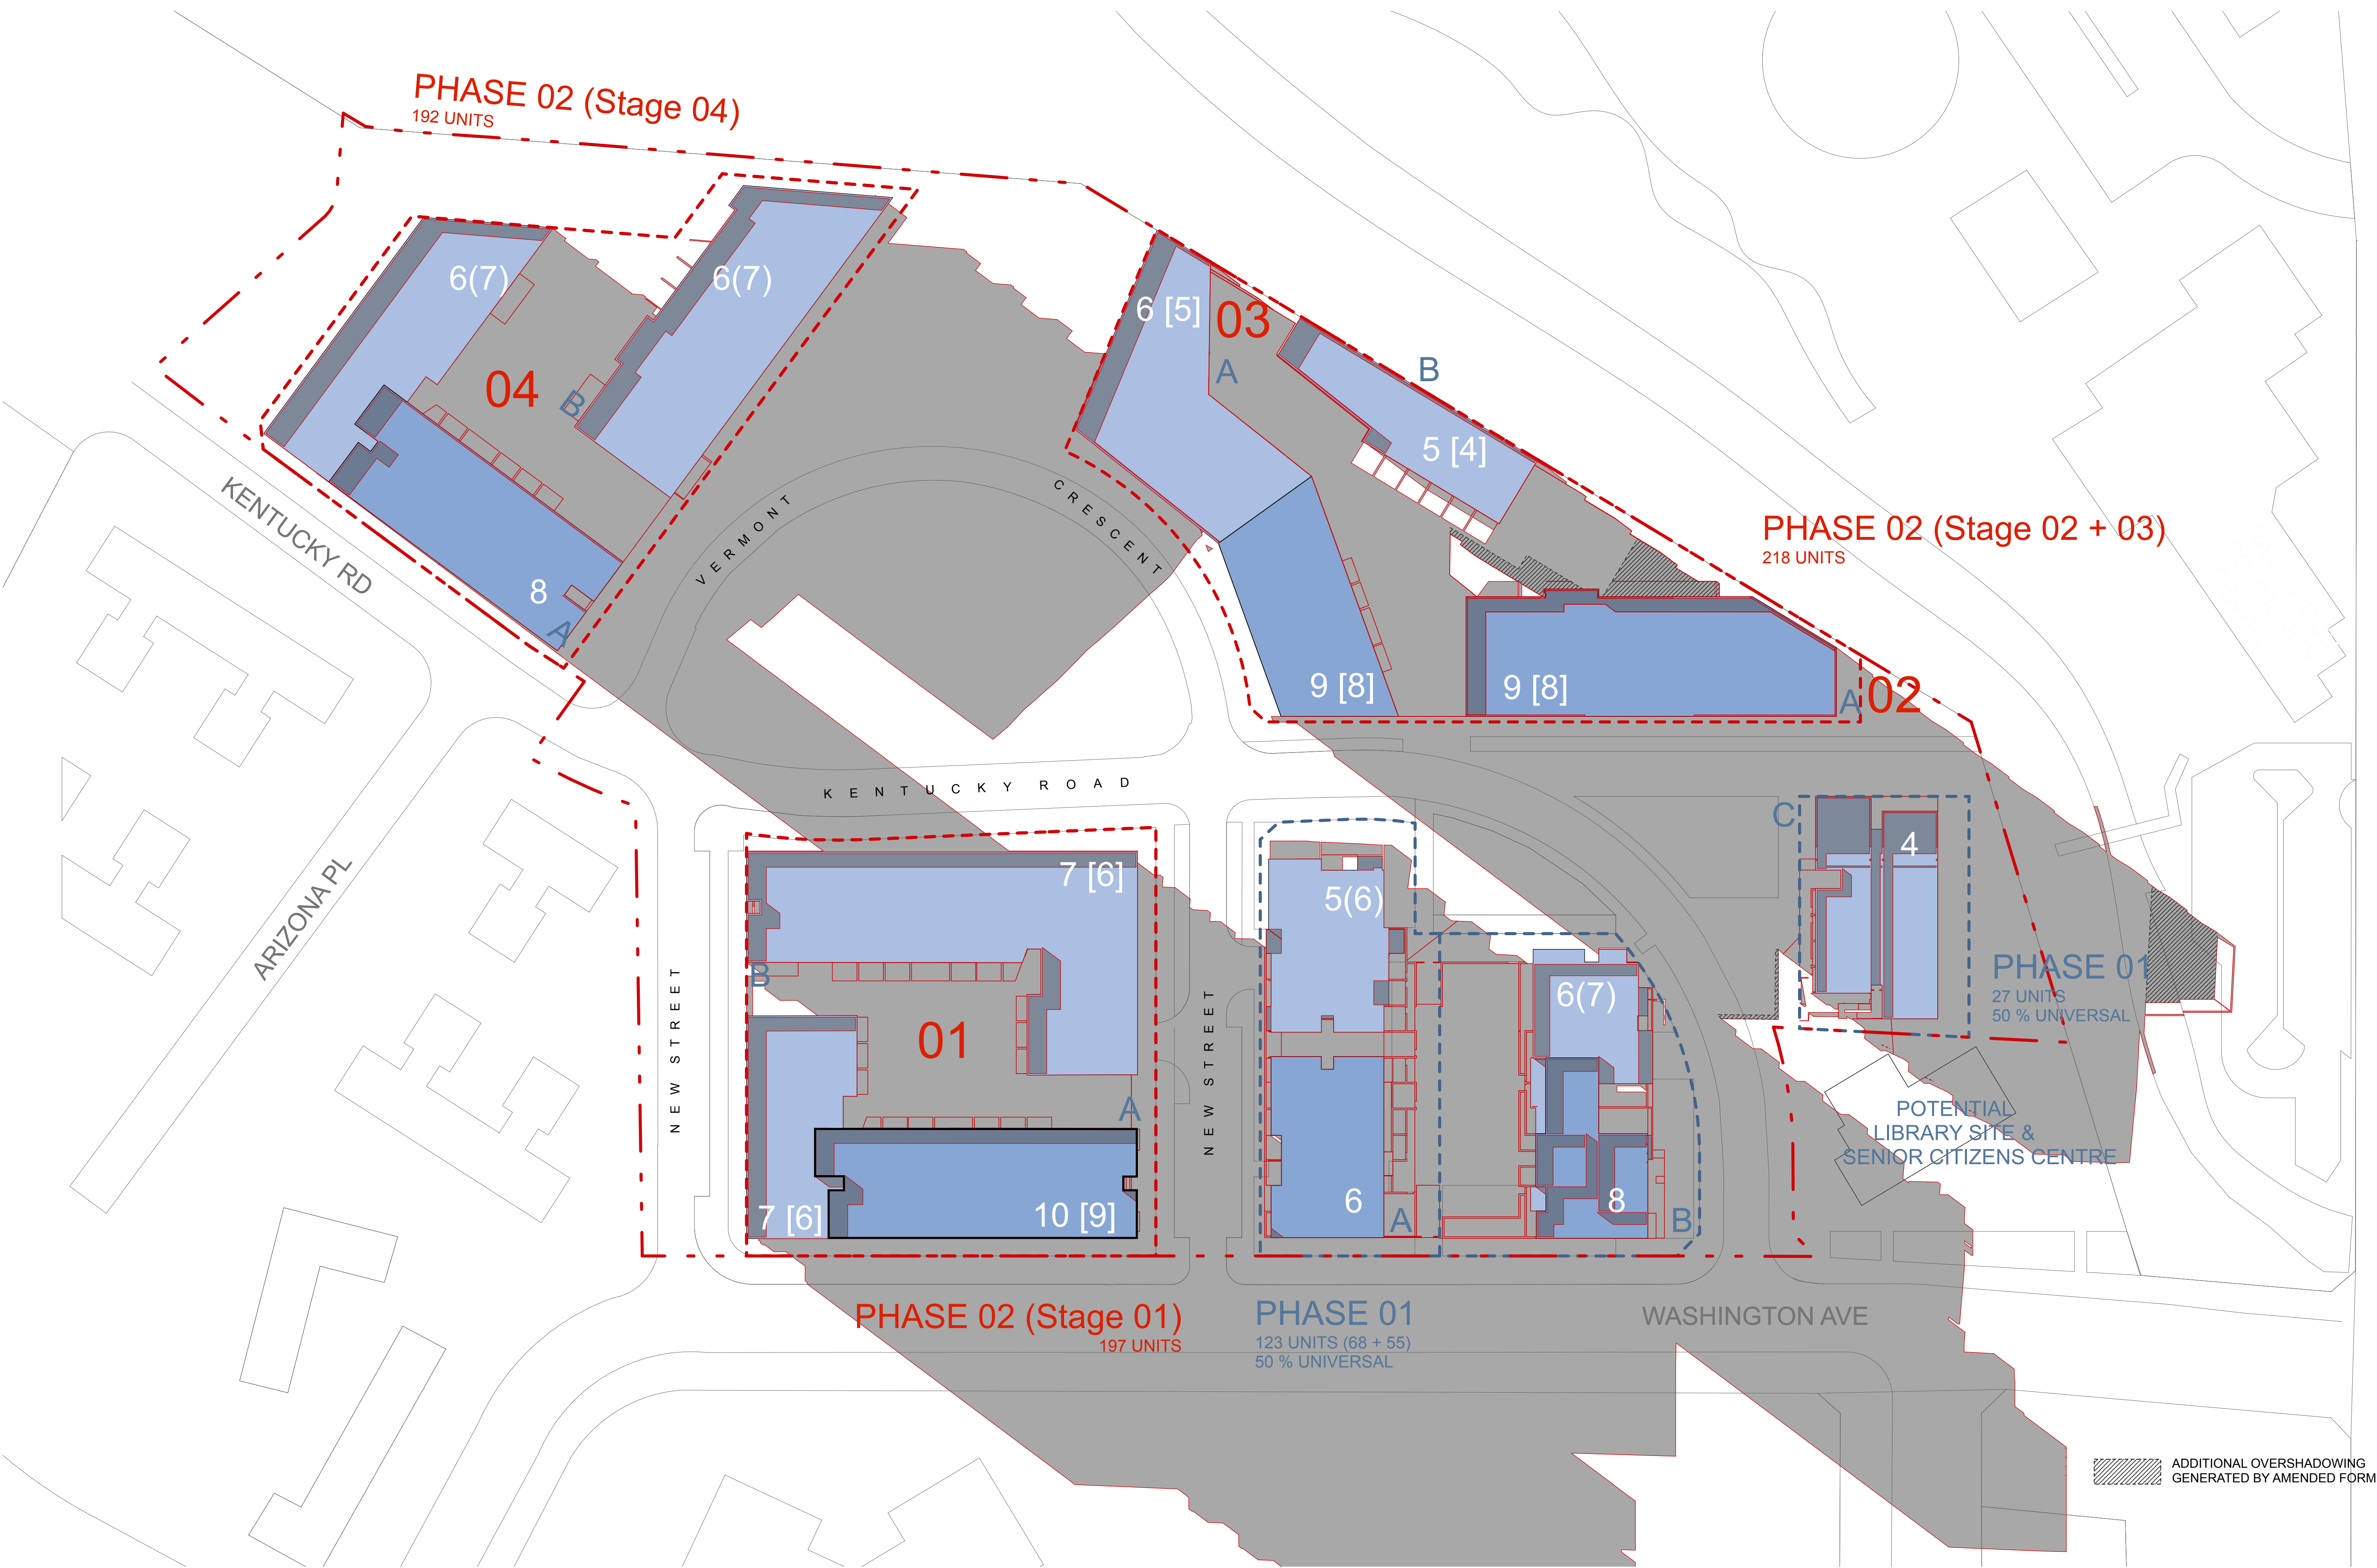 PHASE 02 (Stage 04)
192 UNITS
6(7)
6(7)
04
B
8
A
KENTUCKY RD
ARIZONA PL
VERMONT
CRESCENT
6 [5]
03
A
B
5 [4]
9 [8]
9 [8]
A
02
PHASE 02 (Stage 02 + 03)
218 UNITS
KENTUCKY ROAD
7 [6]
B
01
A
7 [6]
10 [9]
NEW STREET
NEW STREET
5(6)
6
A
6(7)
8
B
C
4
PHASE 01
27 UNITS
50 % UNIVERSAL
POTENTIAL
LIBRARY SITE &
SENIOR CITIZENS CENTRE
PHASE 02 (Stage 01)
197 UNITS
PHASE 01
123 UNITS (68 + 55)
50 % UNIVERSAL
WASHINGTON AVE
ADDITIONAL OVERSHADOWING
GENERATED BY AMENDED FORM